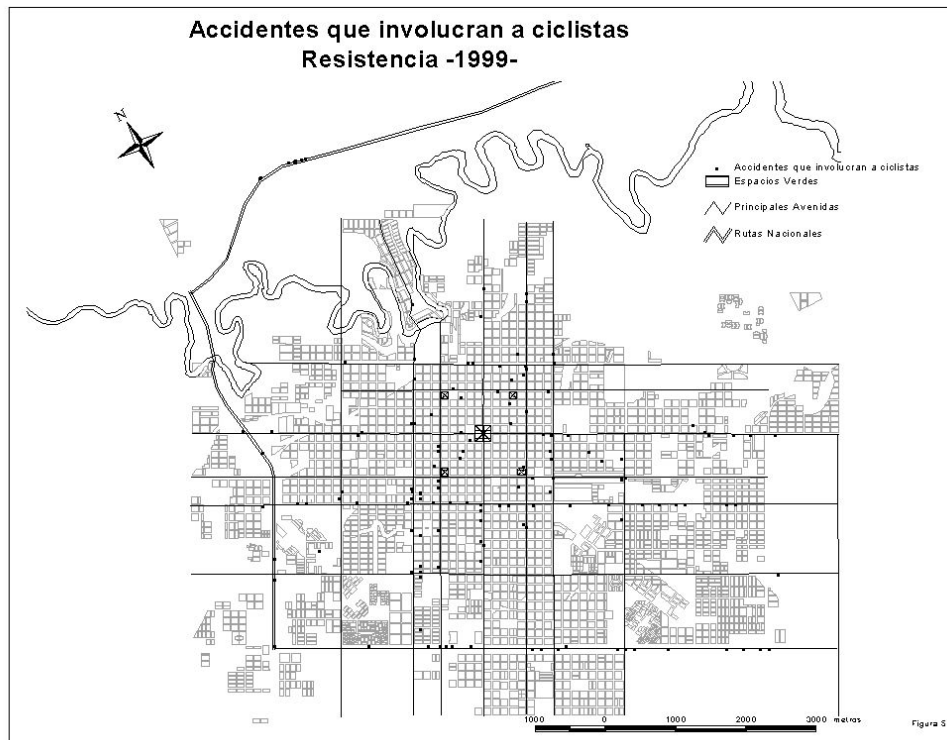 Accidentes que involucran a ciclistas
Resistencia -1999-
N
Accidentes que involucran a ciclistas
Espacios Verdes
Principales Avenidas
Rutas Nacionales
1000 0 1000 2000 3000 metras
Figura 5